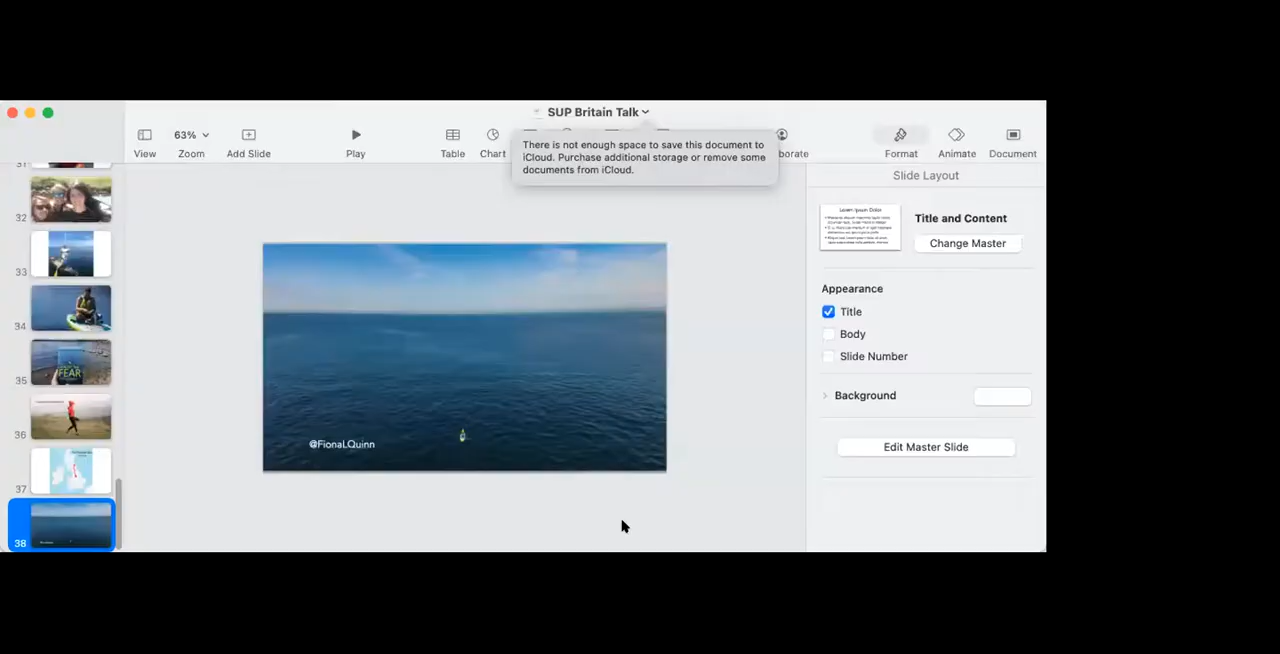 SUP Britain Talk
63%
View
Zoom
Add Slide
Play
Table
Chart
Format
Animate
Document
There is not enough space to save this document to
iCloud. Purchase additional storage or remove some
documents from iCloud.
Slide Layout
Title and Content
Change Master
Appearance
Title
Body
Slide Number
Background
Edit Master Slide
31
32
33
34
35
FEAR
36
37
38
@FionaLQuinn